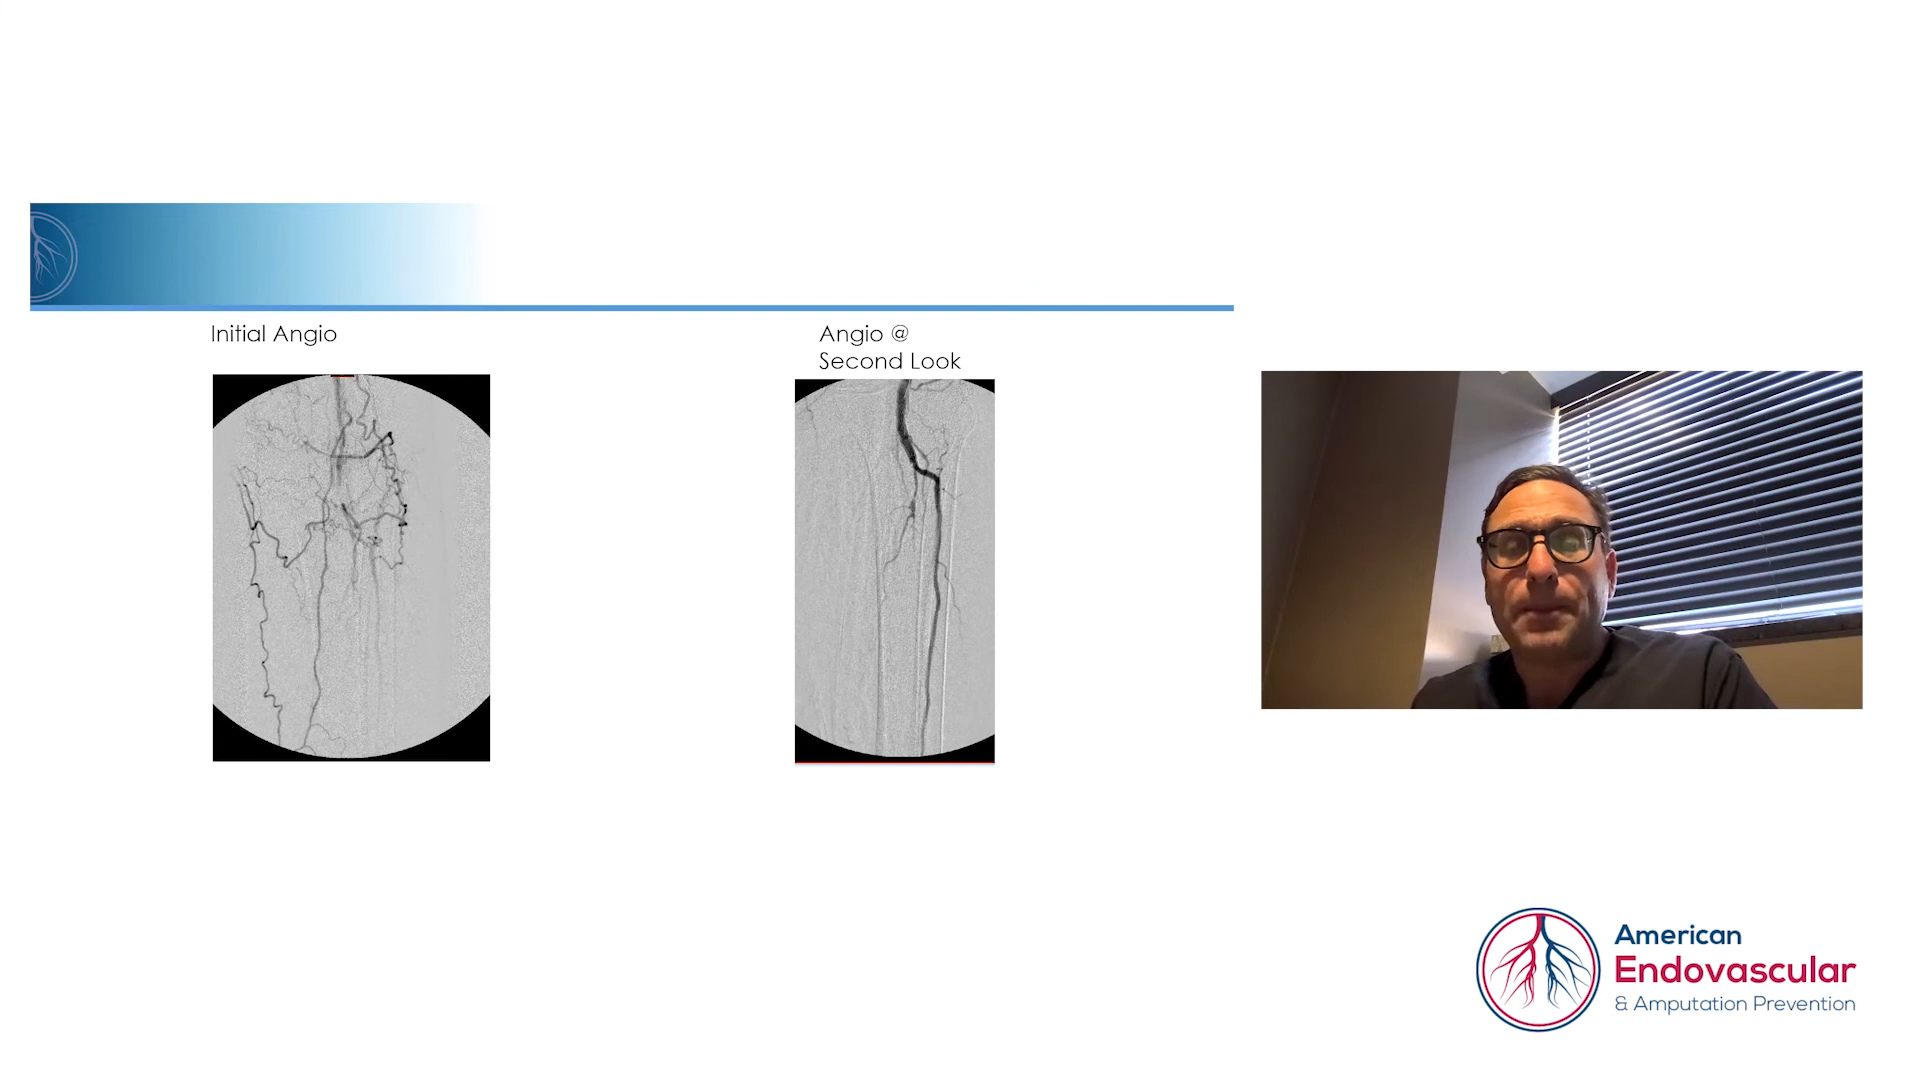 Initial Angio
Angio @
Second Look
American
Endovascular
& Amputation Prevention